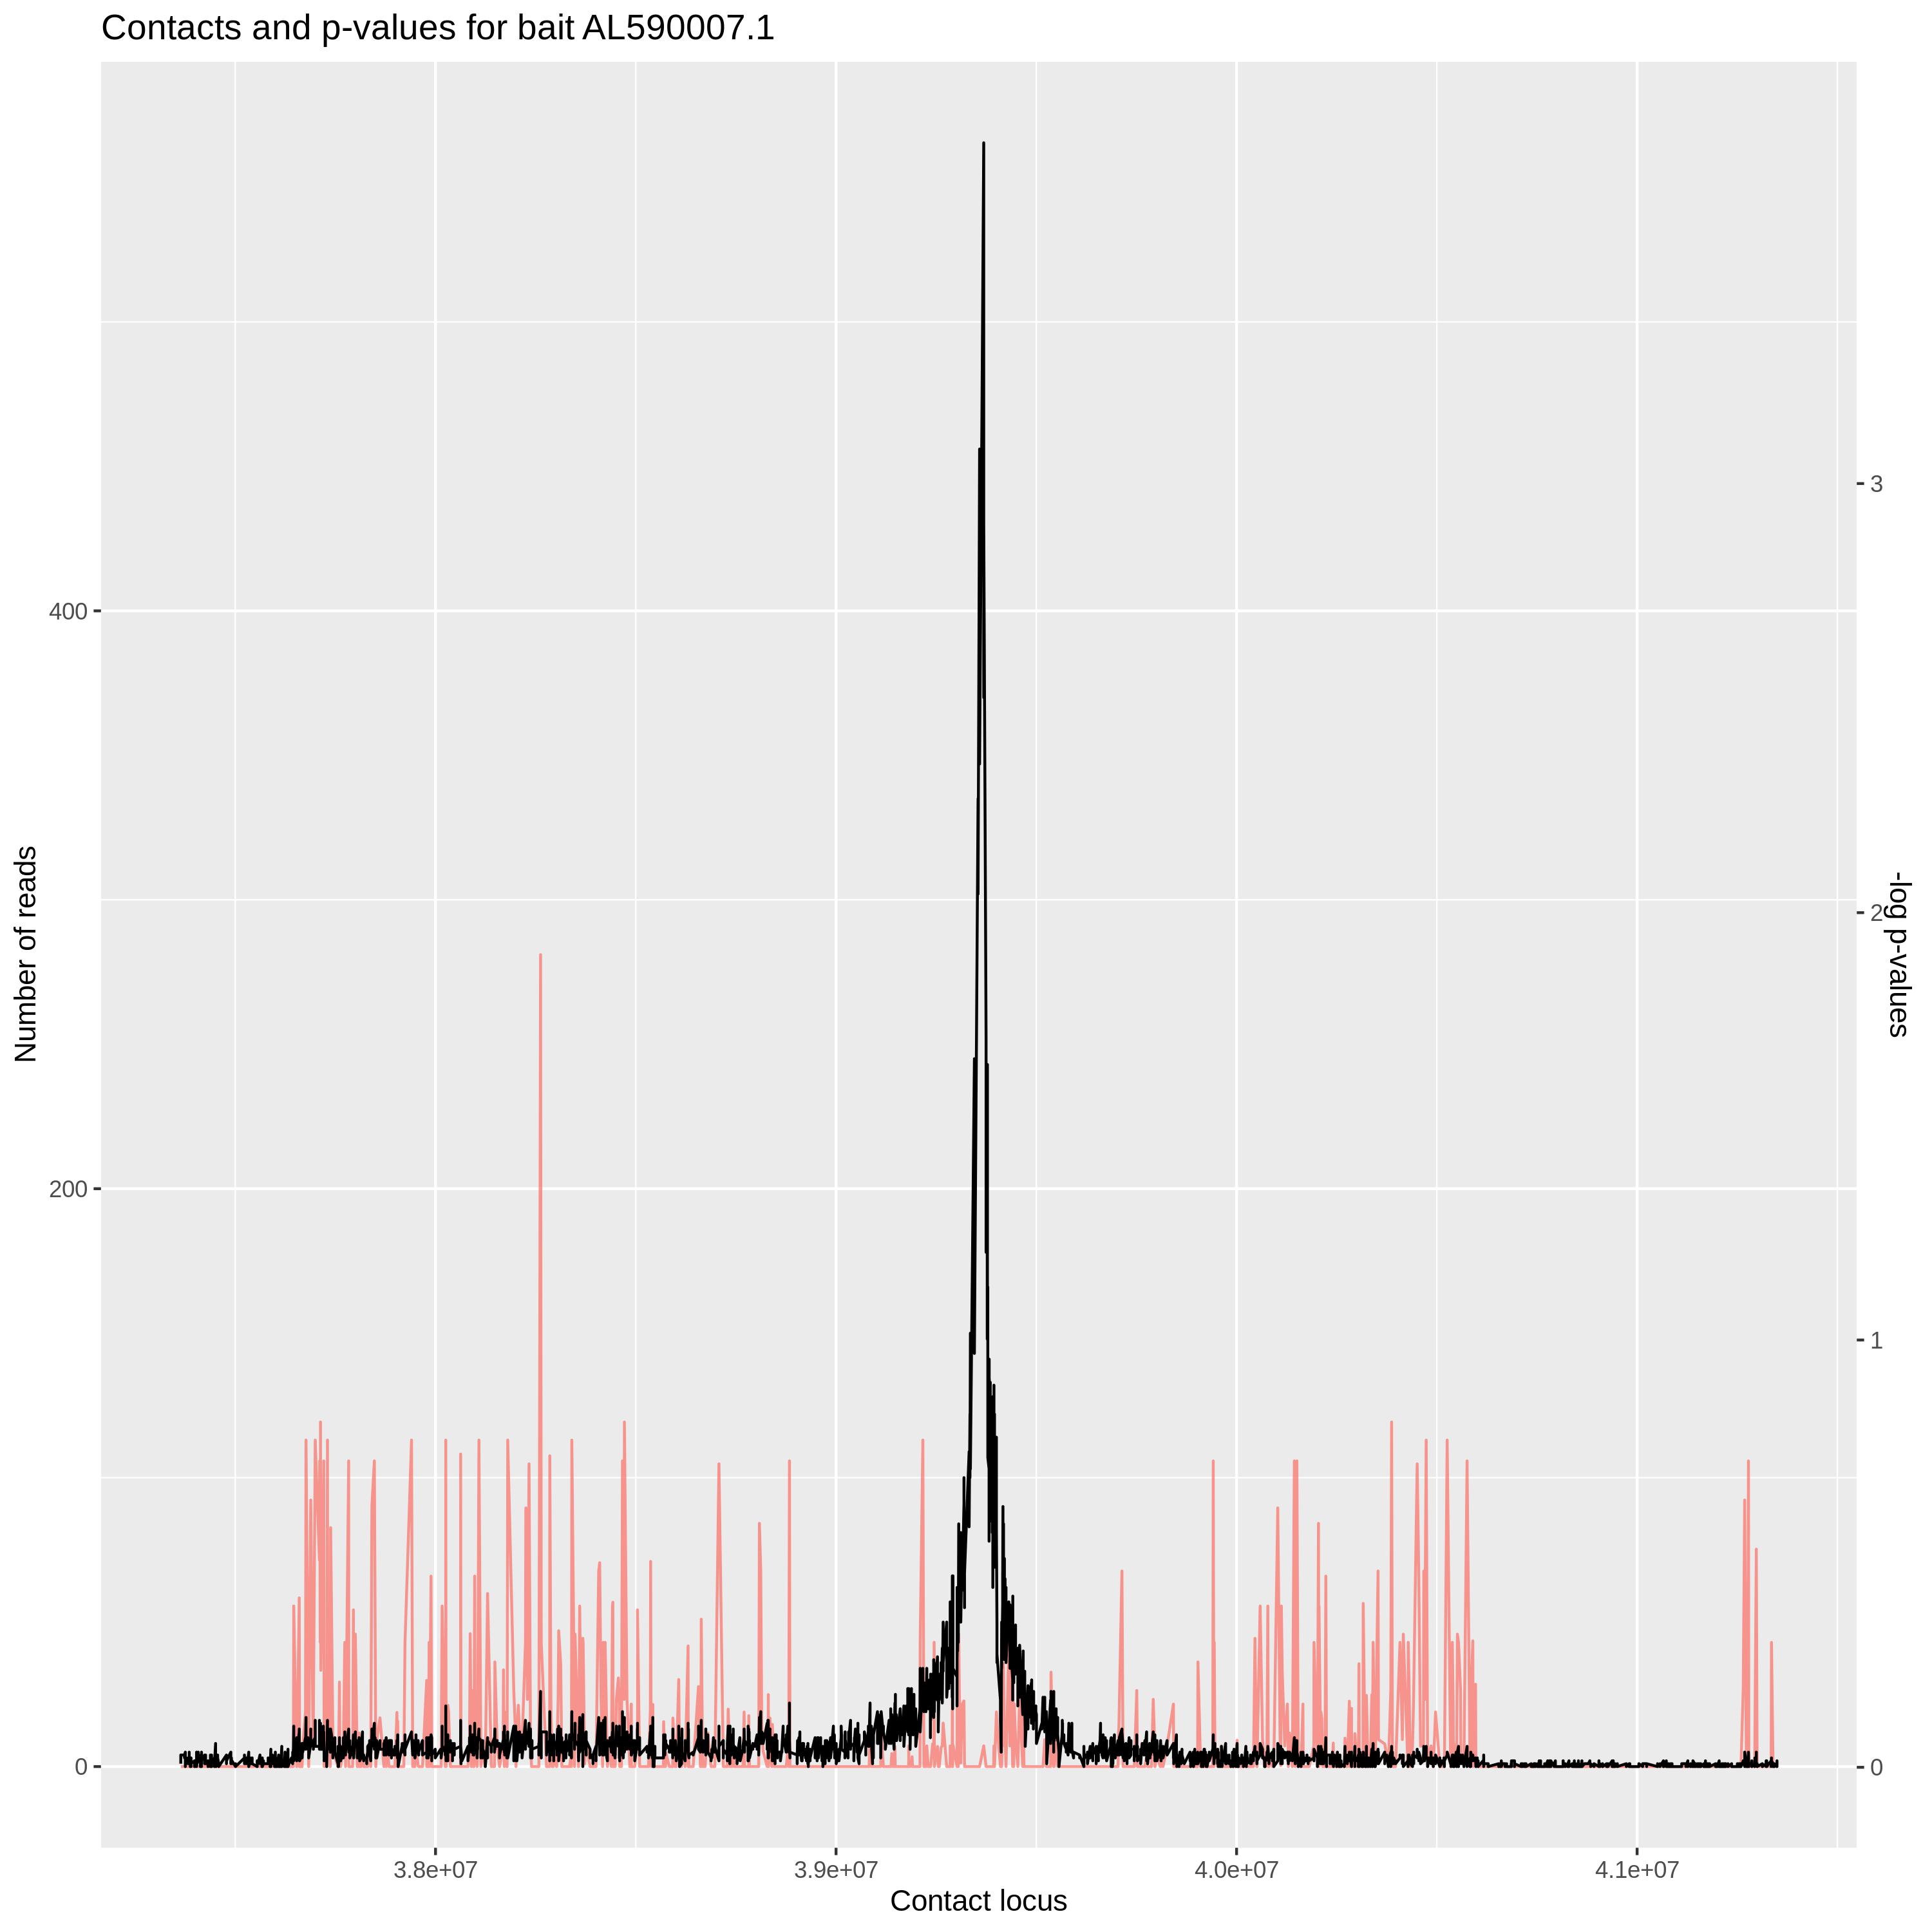 Contacts and p-values for bait AL590007.1
Number of reads
400
200
0
3
2
1
0
-log p-values
3.8e+07 3.9e+07 4.0e+07 4.1e+07
Contact locus